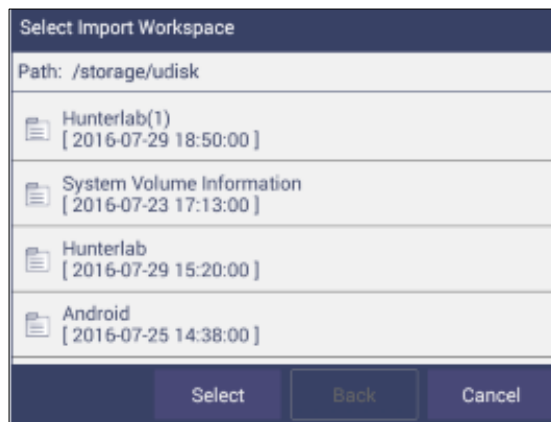 Select Import Workspace
Path: /storage/udisk
Hunterlab(1)
[ 2016-07-29 18:50:00 ]
System Volume Information
[ 2016-07-23 17:13:00 ]
Hunterlab
[ 2016-07-29 15:20:00 ]
Android
[ 2016-07-25 14:38:00 ]
Select Back Cancel